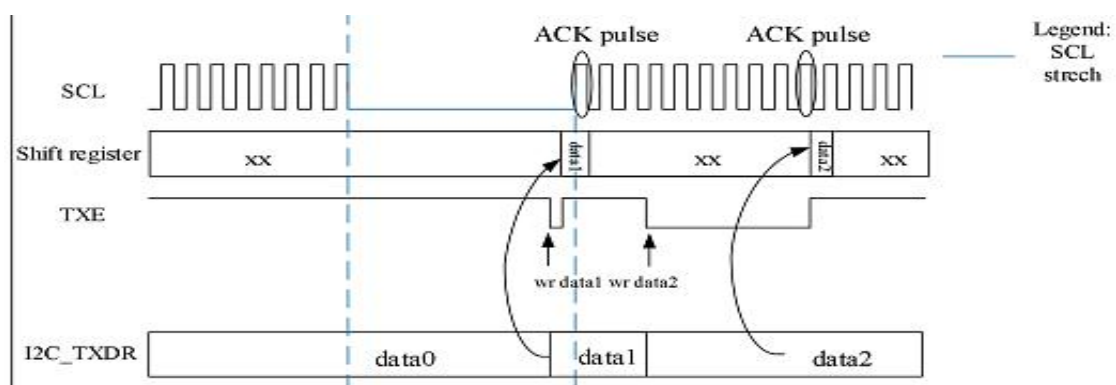 ACK pulse ACK pulse
Legend:
SCL
strech
SCL
Shift register xx data1 xx data2 xx
TXE
wr data1 wr data2
I2C_TXDR data0 data1 data2